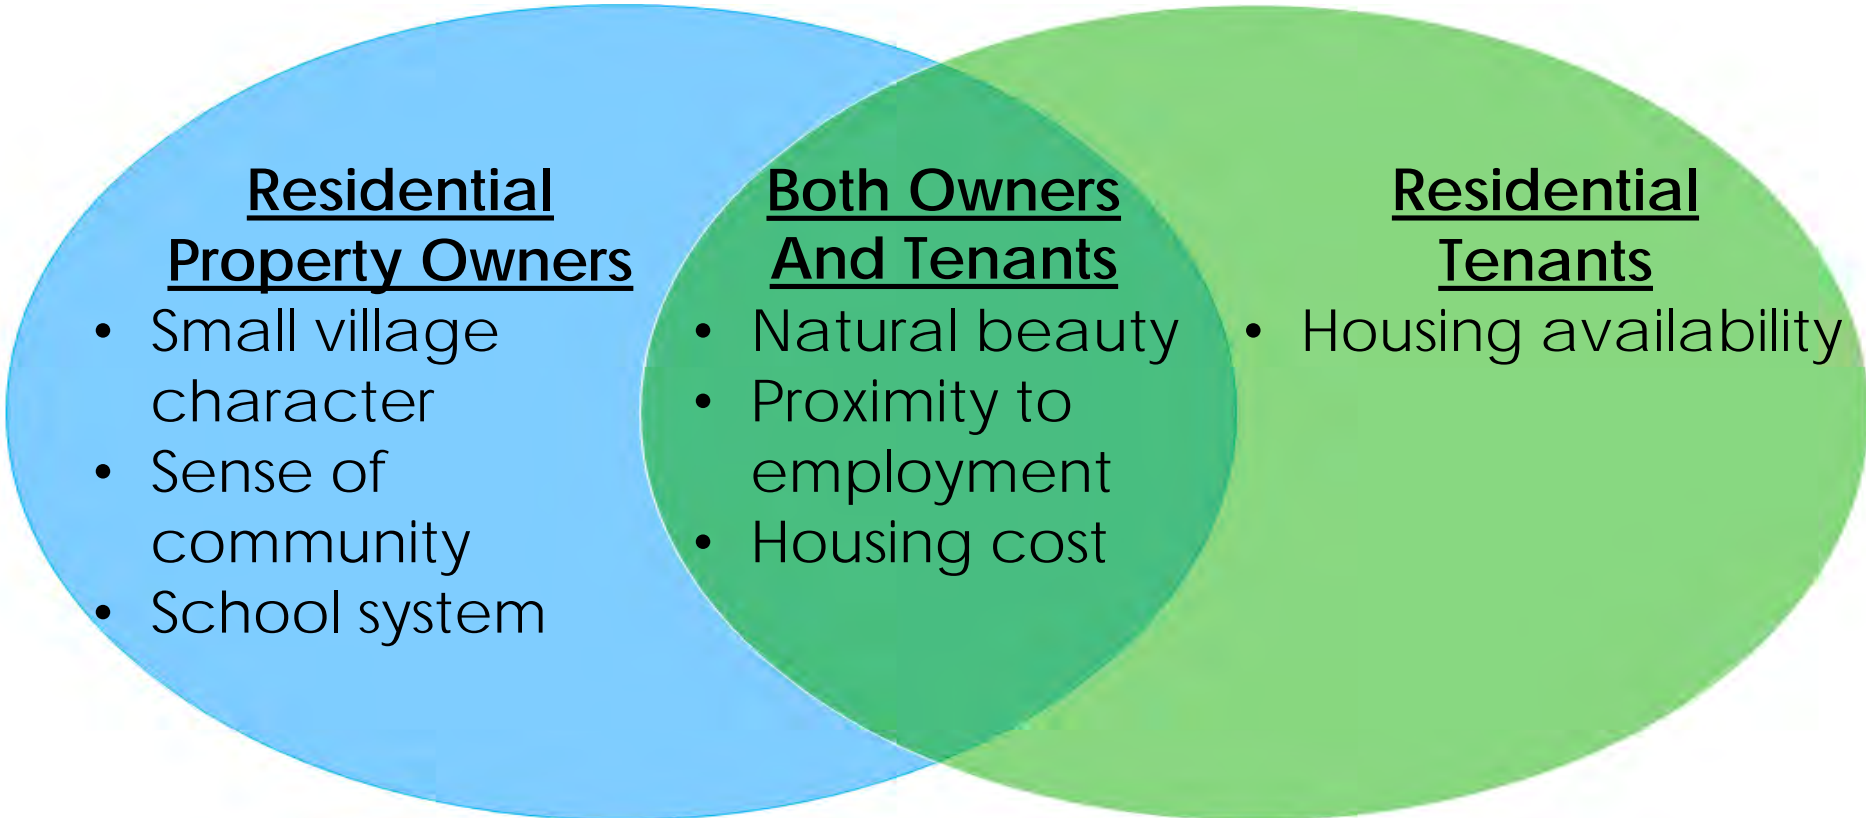 Residential
Property Owners
• Small village
character
• Sense of
community
• School system
Both Owners
And Tenants
• Natural beauty
• Proximity to
employment
• Housing cost
Residential
Tenants
• Housing availability